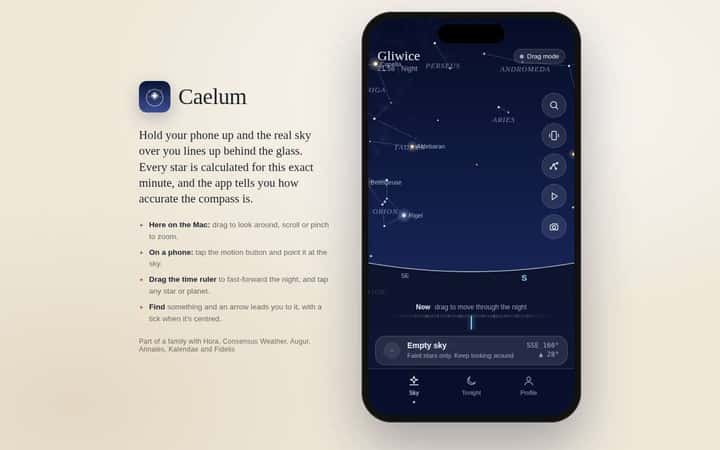 Caelum
Hold your phone up and the real sky
over you lines up behind the glass.
Every star is calculated for this exact
minute, and the app tells you how
accurate the compass is.
• Here on the Mac: drag to look around, scroll or pinch
to zoom.
• On a phone: tap the motion button and point it at the
sky.
• Drag the time ruler to fast-forward the night, and tap
any star or planet.
• Find something and an arrow leads you to it, with a
tick when it's centred.
Part of a family with Hora, Consensus Weather, Augur,
Annales, Kalendae and Fidelis
Gliwice
Night
Capella
Drag mode
PERSEUS
ANDROMEDA
IGA
ARIES
Aldebaran
Betelgeuse
ORION
Rigel
SE
S
Now drag to move through the night
Empty sky
Faint stars only. Keep looking around
SSE 160°
▲ 28°
Sky
Tonight
Profile